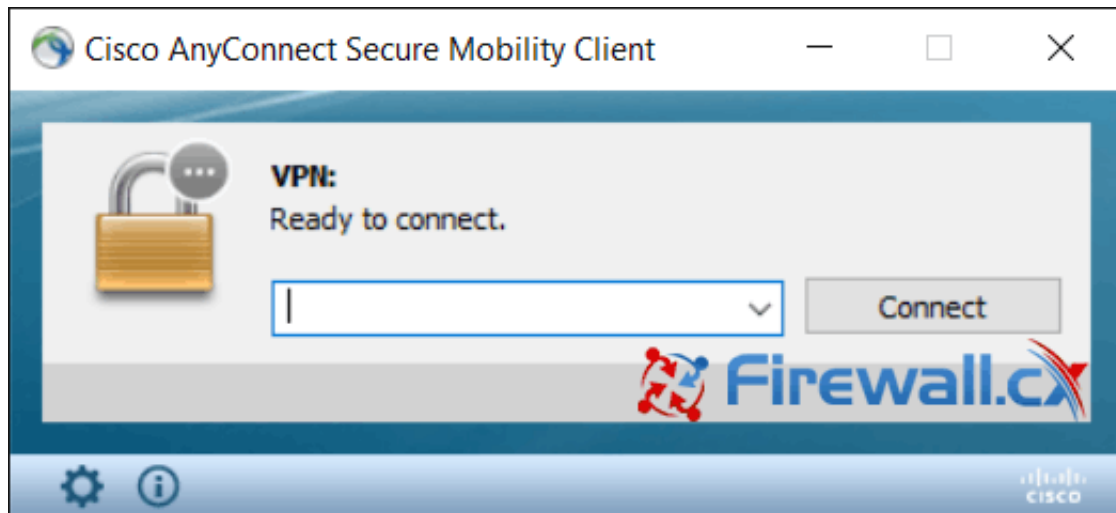 Cisco AnyConnect Secure Mobility Client
VPN:
Ready to connect.
Connect
Firewall.cx
CISCO